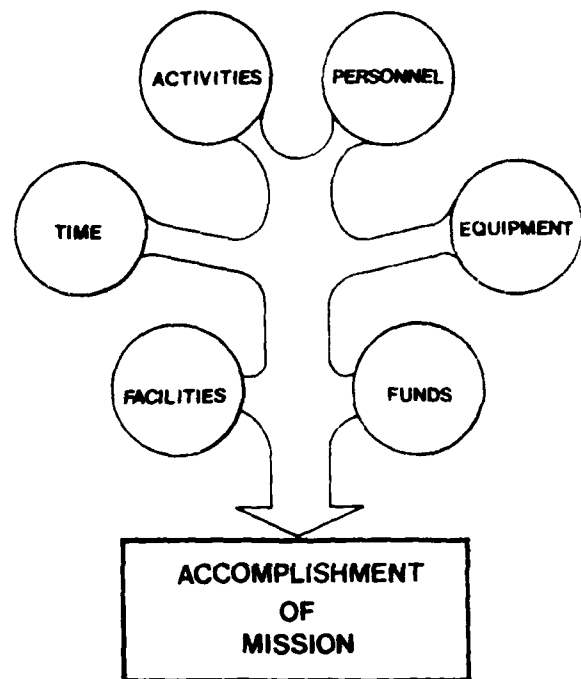 ACTIVITIES
PERSONNEL
TIME
EQUIPMENT
FACILITIES
FUNDS
ACCOMPLISHMENT
OF
MISSION